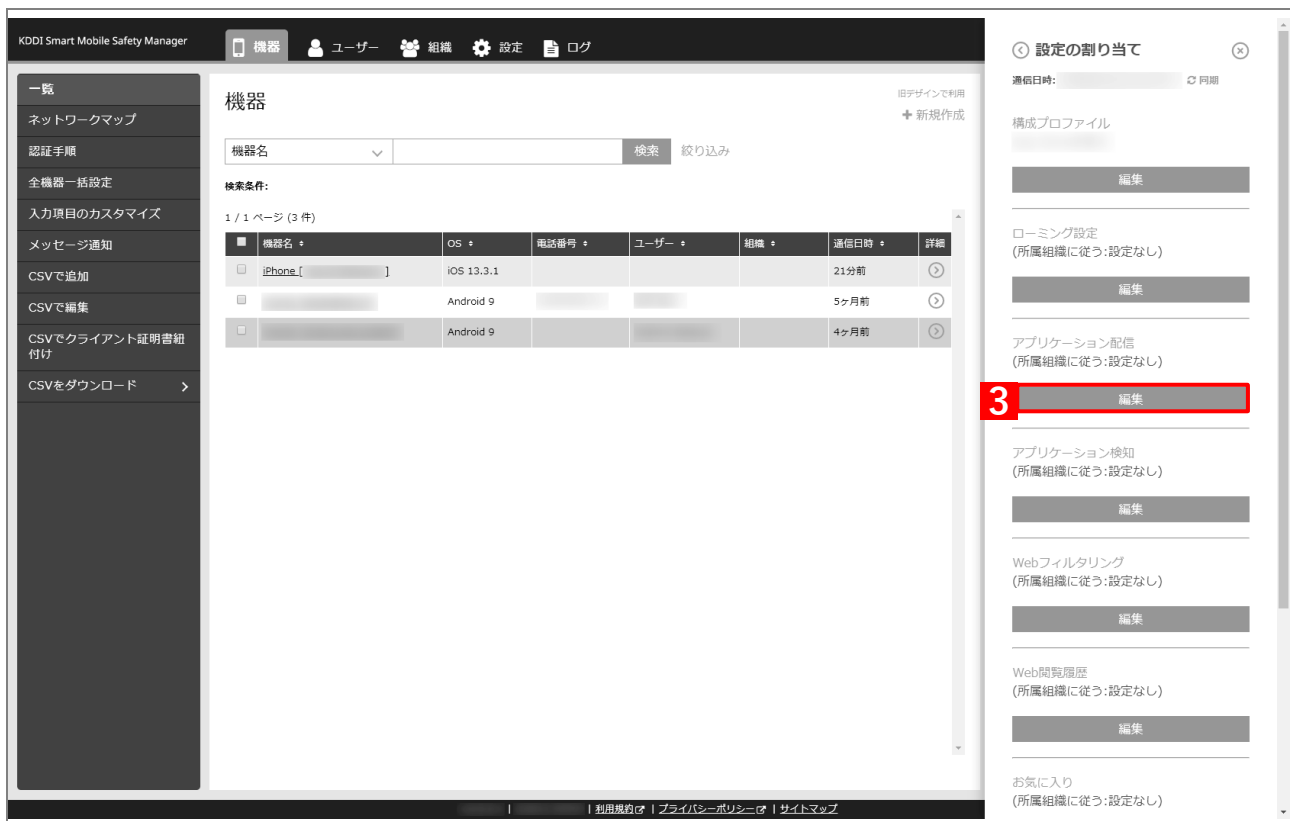 KDDI Smart Mobile Safety Manager
機器
ユーザー
組織
設定
ログ
一覧
ネットワークマップ
認証手順
全機器一括設定
入力項目のカスタマイズ
メッセージ通知
CSVで追加
CSVで編集
CSVでクライアント証明書紐
付け
CSVをダウンロード
機器
旧デザインで利用
新規作成
機器名
検索
絞り込み
検索条件:
1 / 1 ページ (3 件)
機器名 OS 電話番号 ユーザー 組織 通信日時 詳細
iPhone [ ] iOS 13.3.1 21分前
Android 9 5ヶ月前
Android 9 4ヶ月前
| | 利用規約 | プライバシーポリシー | サイトマップ
設定の割り当て
通信日時: 同期
構成プロファイル
編集
ローミング設定
(所属組織に従う:設定なし)
編集
アプリケーション配信
(所属組織に従う:設定なし)
3
編集
アプリケーション検知
(所属組織に従う:設定なし)
編集
Webフィルタリング
(所属組織に従う:設定なし)
編集
Web閲覧履歴
(所属組織に従う:設定なし)
編集
お気に入り
(所属組織に従う:設定なし)